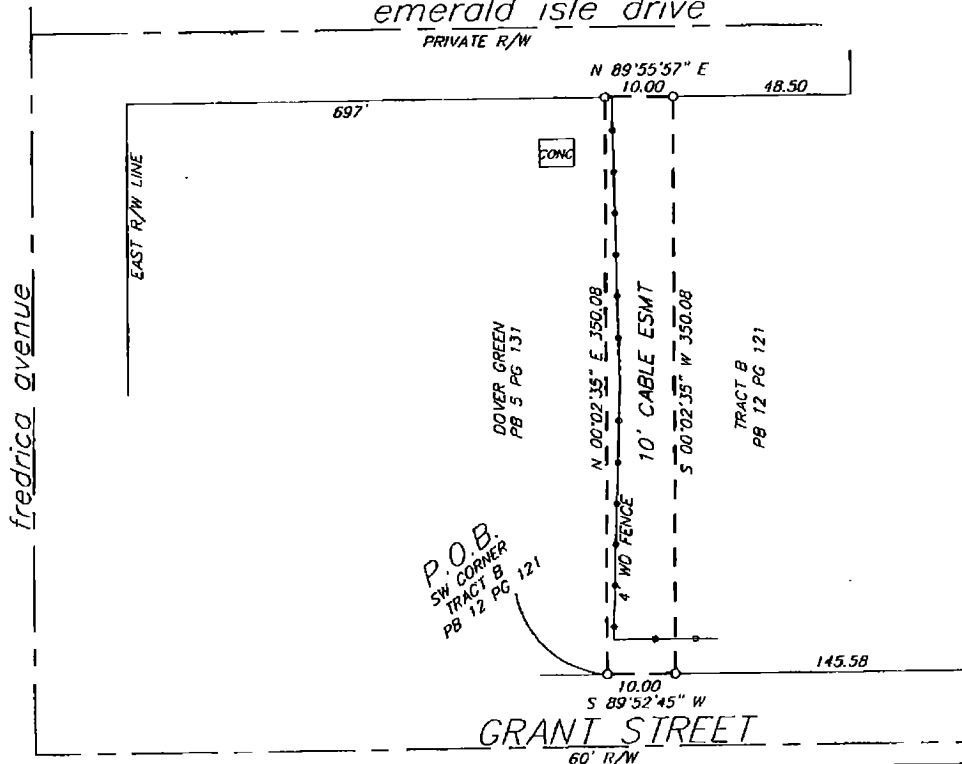 emerald isle drive
PRIVATE R/W
N 89°55'57" E
10.00
48.50
697'
CONC
EAST R/W LINE
fredrica avenue
DOVER GREEN
PB 5 PG 131
N 00°02'35" E 350.08
10' CABLE ESMT
S 00°02'35" W 350.08
TRACT B
PB 12 PG 121
4' WD FENCE
P.O.B.
SW CORNER
TRACT B
PB 12 PG 121
145.58
10.00
S 89°52'45" W
GRANT STREET
60' R/W